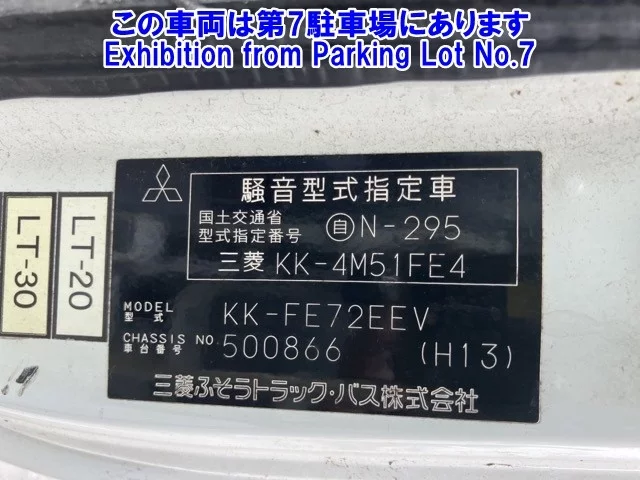 この車両は第7駐車場にあります
Exhibition from Parking Lot No.7
騒音型式指定車
国土交通省
型式指定番号 自N-295
三菱 KK-4M51FE4
MODEL
型式 KK-FE72EEV
CHASSIS NO
車台番号 500866 (H13)
三菱ふそうトラック・バス株式会社
LT-30
LT-20